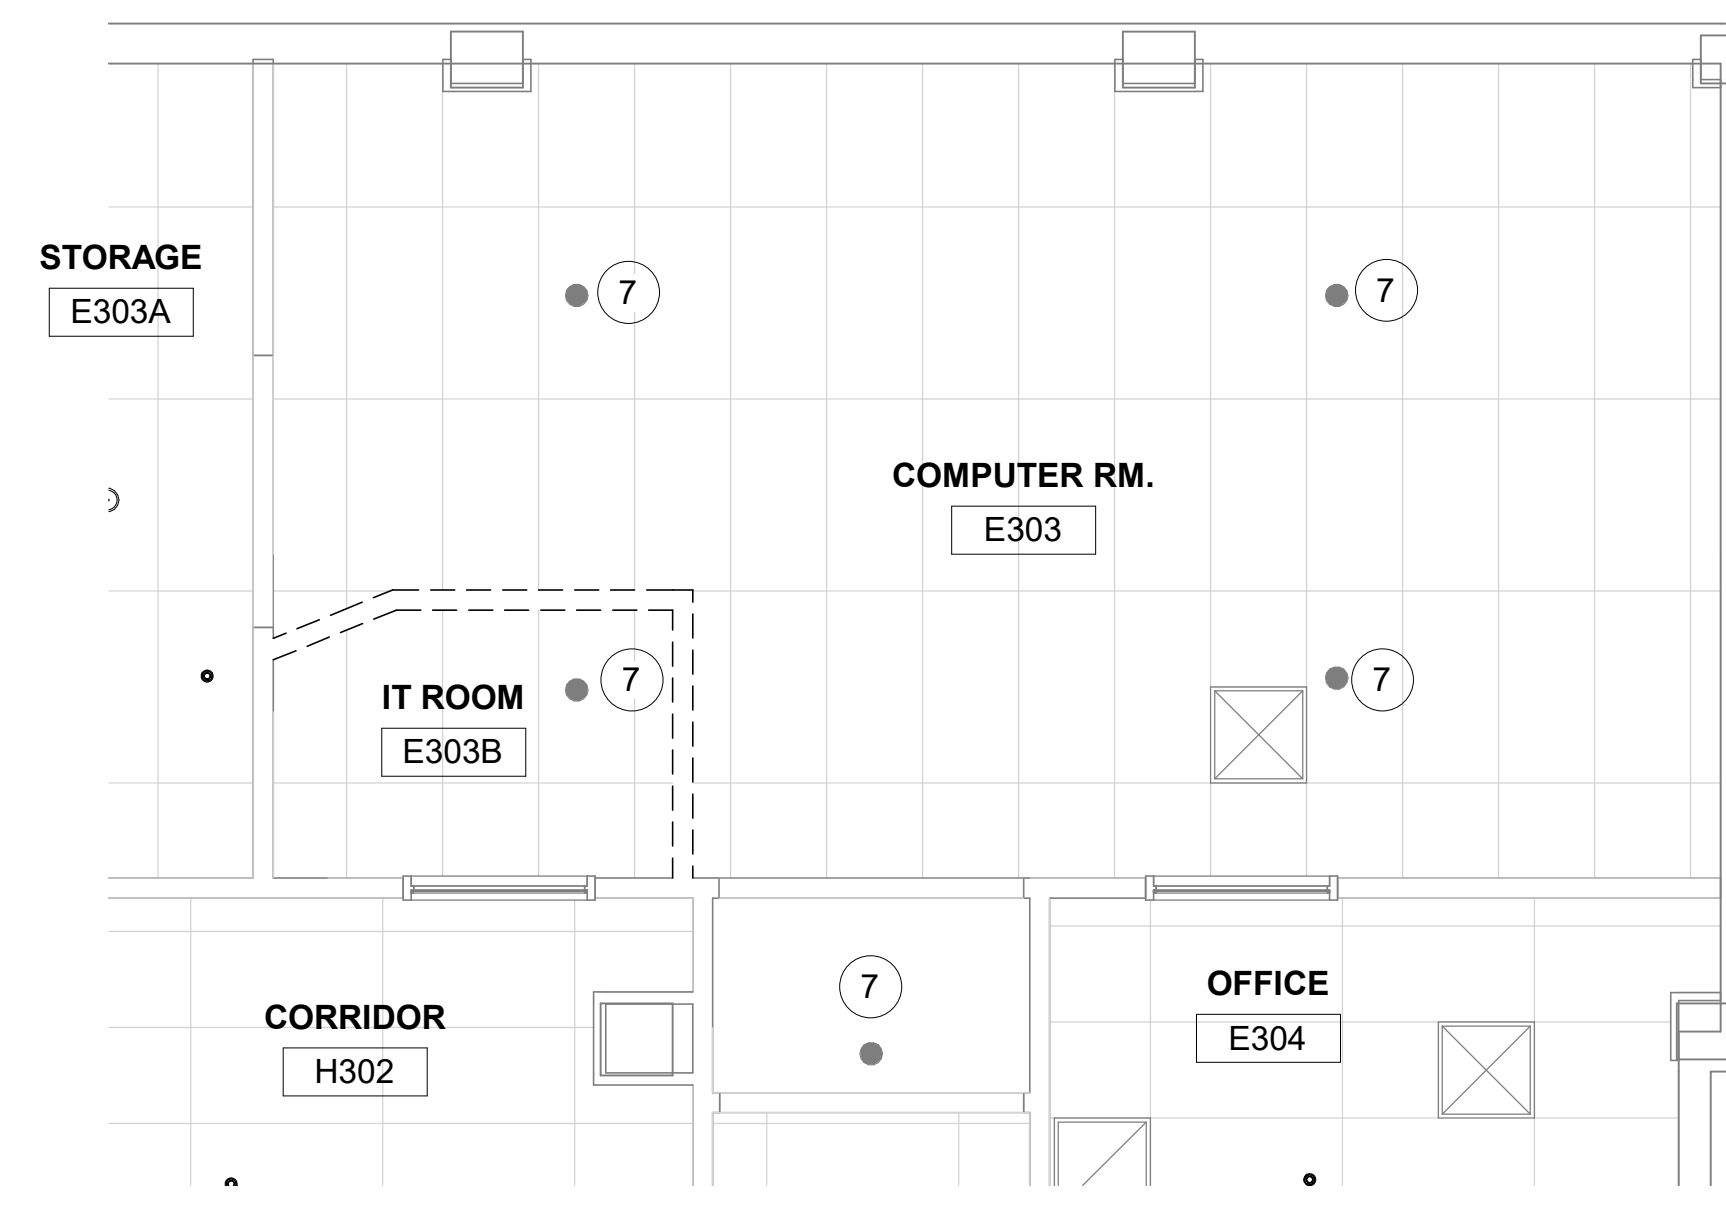 STORAGE
E303A
7
7
COMPUTER RM.
E303
IT ROOM
E303B
7
7
CORRIDOR
H302
7
OFFICE
E304